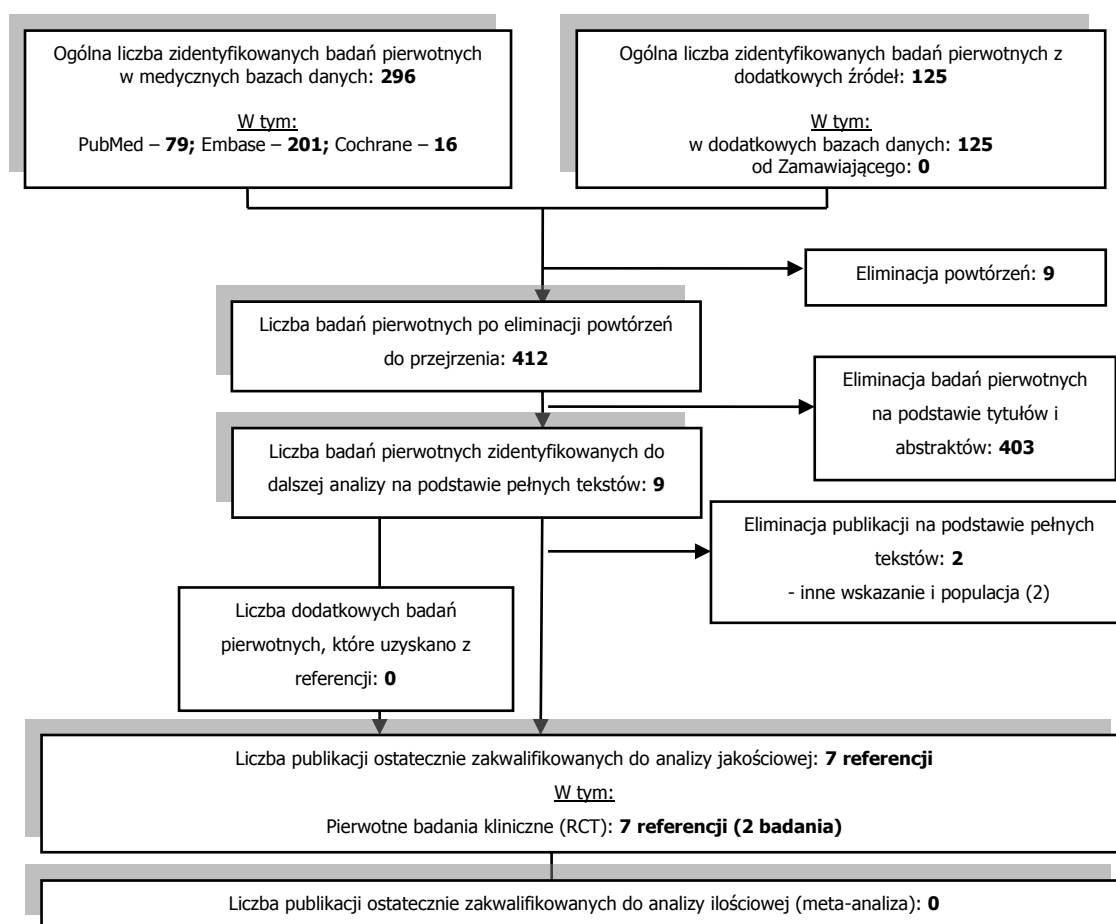 Ogólna liczba zidentyfikowanych badań pierwotnych
w medycznych bazach danych: 296
W tym:
PubMed – 79; Embase – 201; Cochrane – 16
Ogólna liczba zidentyfikowanych badań pierwotnych z
dodatkowych źródeł: 125
W tym:
w dodatkowych bazach danych: 125
od Zamawiającego: 0
Eliminacja powtórzeń: 9
Liczba badań pierwotnych po eliminacji powtórzeń
do przejrzenia: 412
Eliminacja badań pierwotnych
na podstawie tytułów i
abstraktów: 403
Liczba badań pierwotnych zidentyfikowanych do
dalszej analizy na podstawie pełnych tekstów: 9
Eliminacja publikacji na podstawie pełnych
tekstów: 2
- inne wskazanie i populacja (2)
Liczba dodatkowych badań
pierwotnych, które uzyskano z
referencji: 0
Liczba publikacji ostatecznie zakwalifikowanych do analizy jakościowej: 7 referencji
W tym:
Pierwotne badania kliniczne (RCT): 7 referencji (2 badania)
Liczba publikacji ostatecznie zakwalifikowanych do analizy ilościowej (meta-analiza): 0